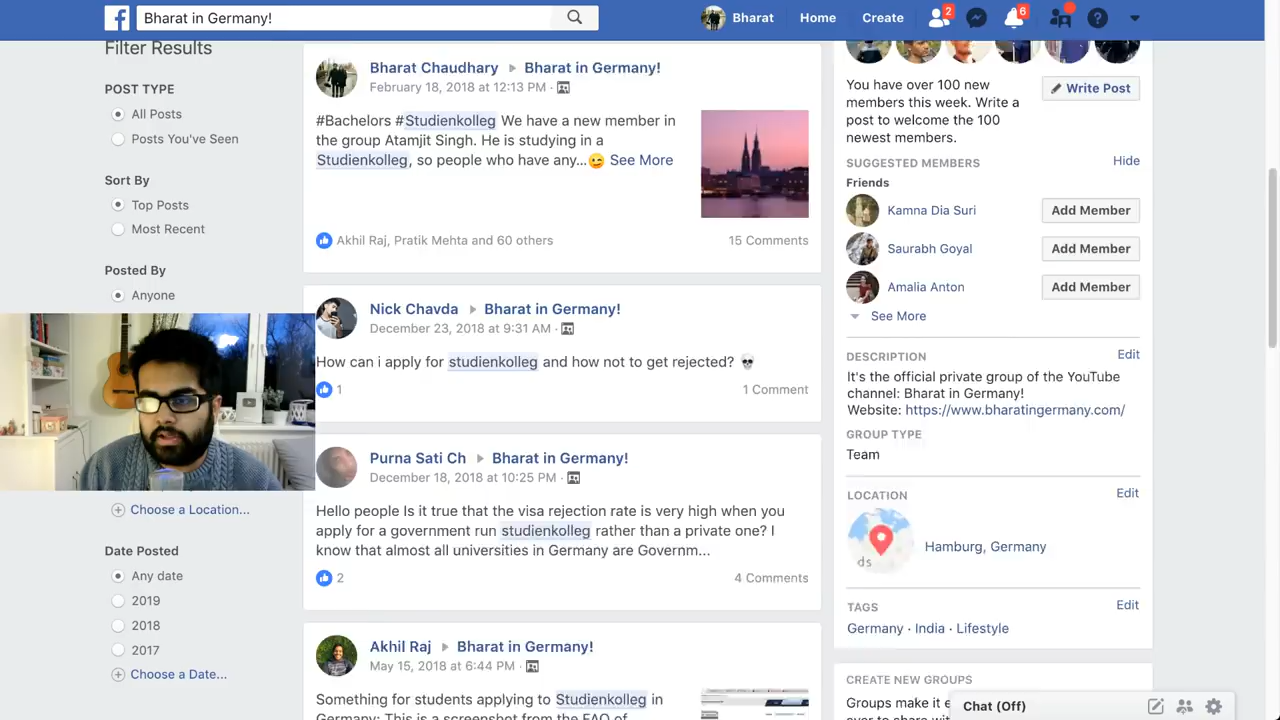 Bharat in Germany!
Bharat
Home
Create
2
6
Filter Results
POST TYPE
All Posts
Posts You've Seen
Sort By
Top Posts
Most Recent
Posted By
Anyone
Choose a Location...
Date Posted
Any date
2019
2018
2017
Choose a Date...
Bharat Chaudhary Bharat in Germany!
February 18, 2018 at 12:13 PM ·
#Bachelors #Studienkolleg We have a new member in
the group Atamjit Singh. He is studying in a
Studienkolleg, so people who have any...😉 See More
Akhil Raj, Pratik Mehta and 60 others
15 Comments
Nick Chavda Bharat in Germany!
December 23, 2018 at 9:31 AM ·
How can i apply for studienkolleg and how not to get rejected? 💀
1
1 Comment
Purna Sati Ch Bharat in Germany!
December 18, 2018 at 10:25 PM ·
Hello people Is it true that the visa rejection rate is very high when you
apply for a government run studienkolleg rather than a private one? I
know that almost all universities in Germany are Governm...
2
4 Comments
Akhil Raj Bharat in Germany!
May 15, 2018 at 6:44 PM ·
Something for students applying to Studienkolleg in
Germany: This is a screenshot from the FAQ of
You have over 100 new
members this week. Write a
post to welcome the 100
newest members.
Write Post
SUGGESTED MEMBERS
Hide
Friends
Kamna Dia Suri
Add Member
Saurabh Goyal
Add Member
Amalia Anton
Add Member
See More
DESCRIPTION
Edit
It's the official private group of the YouTube
channel: Bharat in Germany!
Website: https://www.bharatingermany.com/
GROUP TYPE
Team
LOCATION
Edit
ds
Hamburg, Germany
TAGS
Edit
Germany · India · Lifestyle
CREATE NEW GROUPS
Groups make it e
Chat (Off)